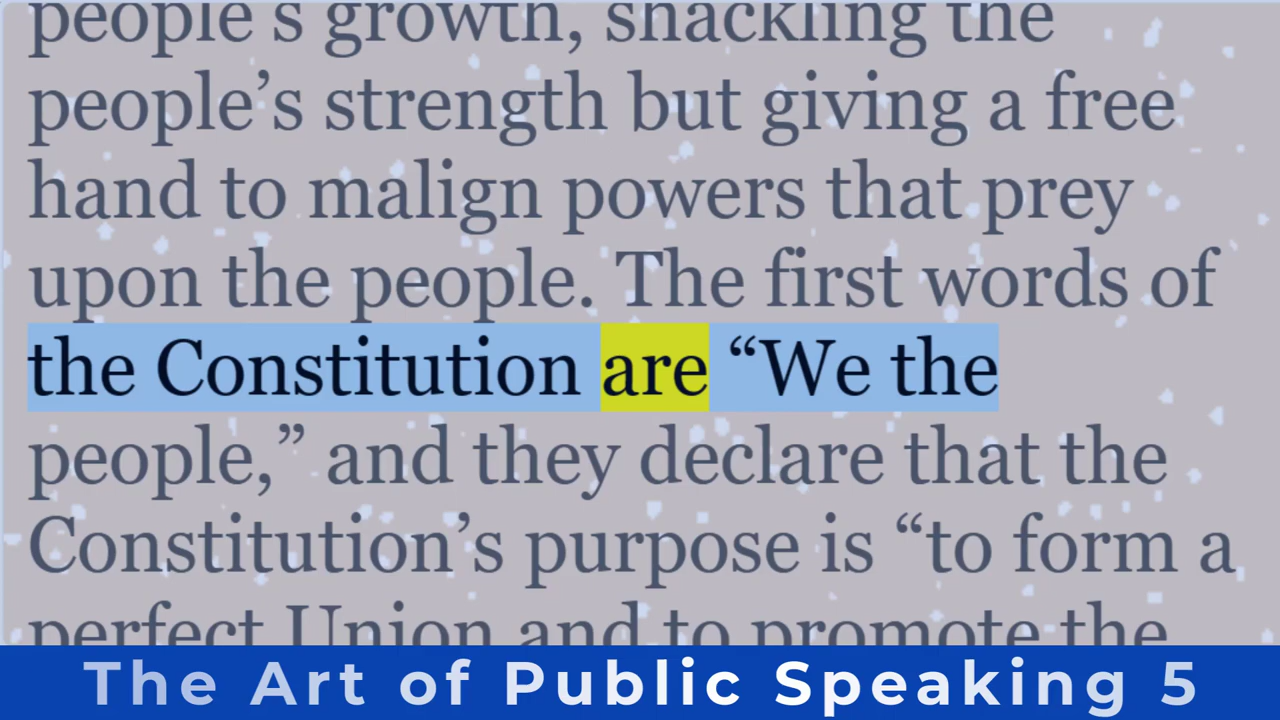 people’s growth, shackling the
people’s strength but giving a free
hand to malign powers that prey
upon the people. The first words of
the Constitution are “We the
people,” and they declare that the
Constitution’s purpose is “to form a
perfect Union and to promote the
The Art of Public Speaking 5